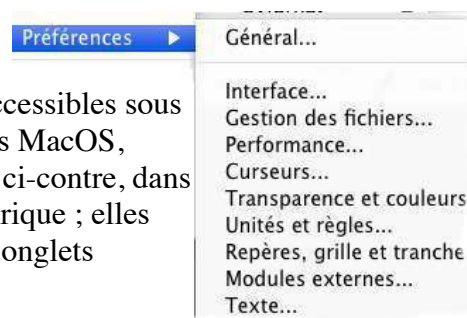 Préférences ▶
Général...
Interface...
Gestion des fichiers...
Performance...
Curseurs...
Transparence et couleurs
Unités et règles...
Repères, grille et tranche
Modules externes...
Texte...
ccessibles sous
s MacOS,
ci-contre, dans
rique ; elles
onglets